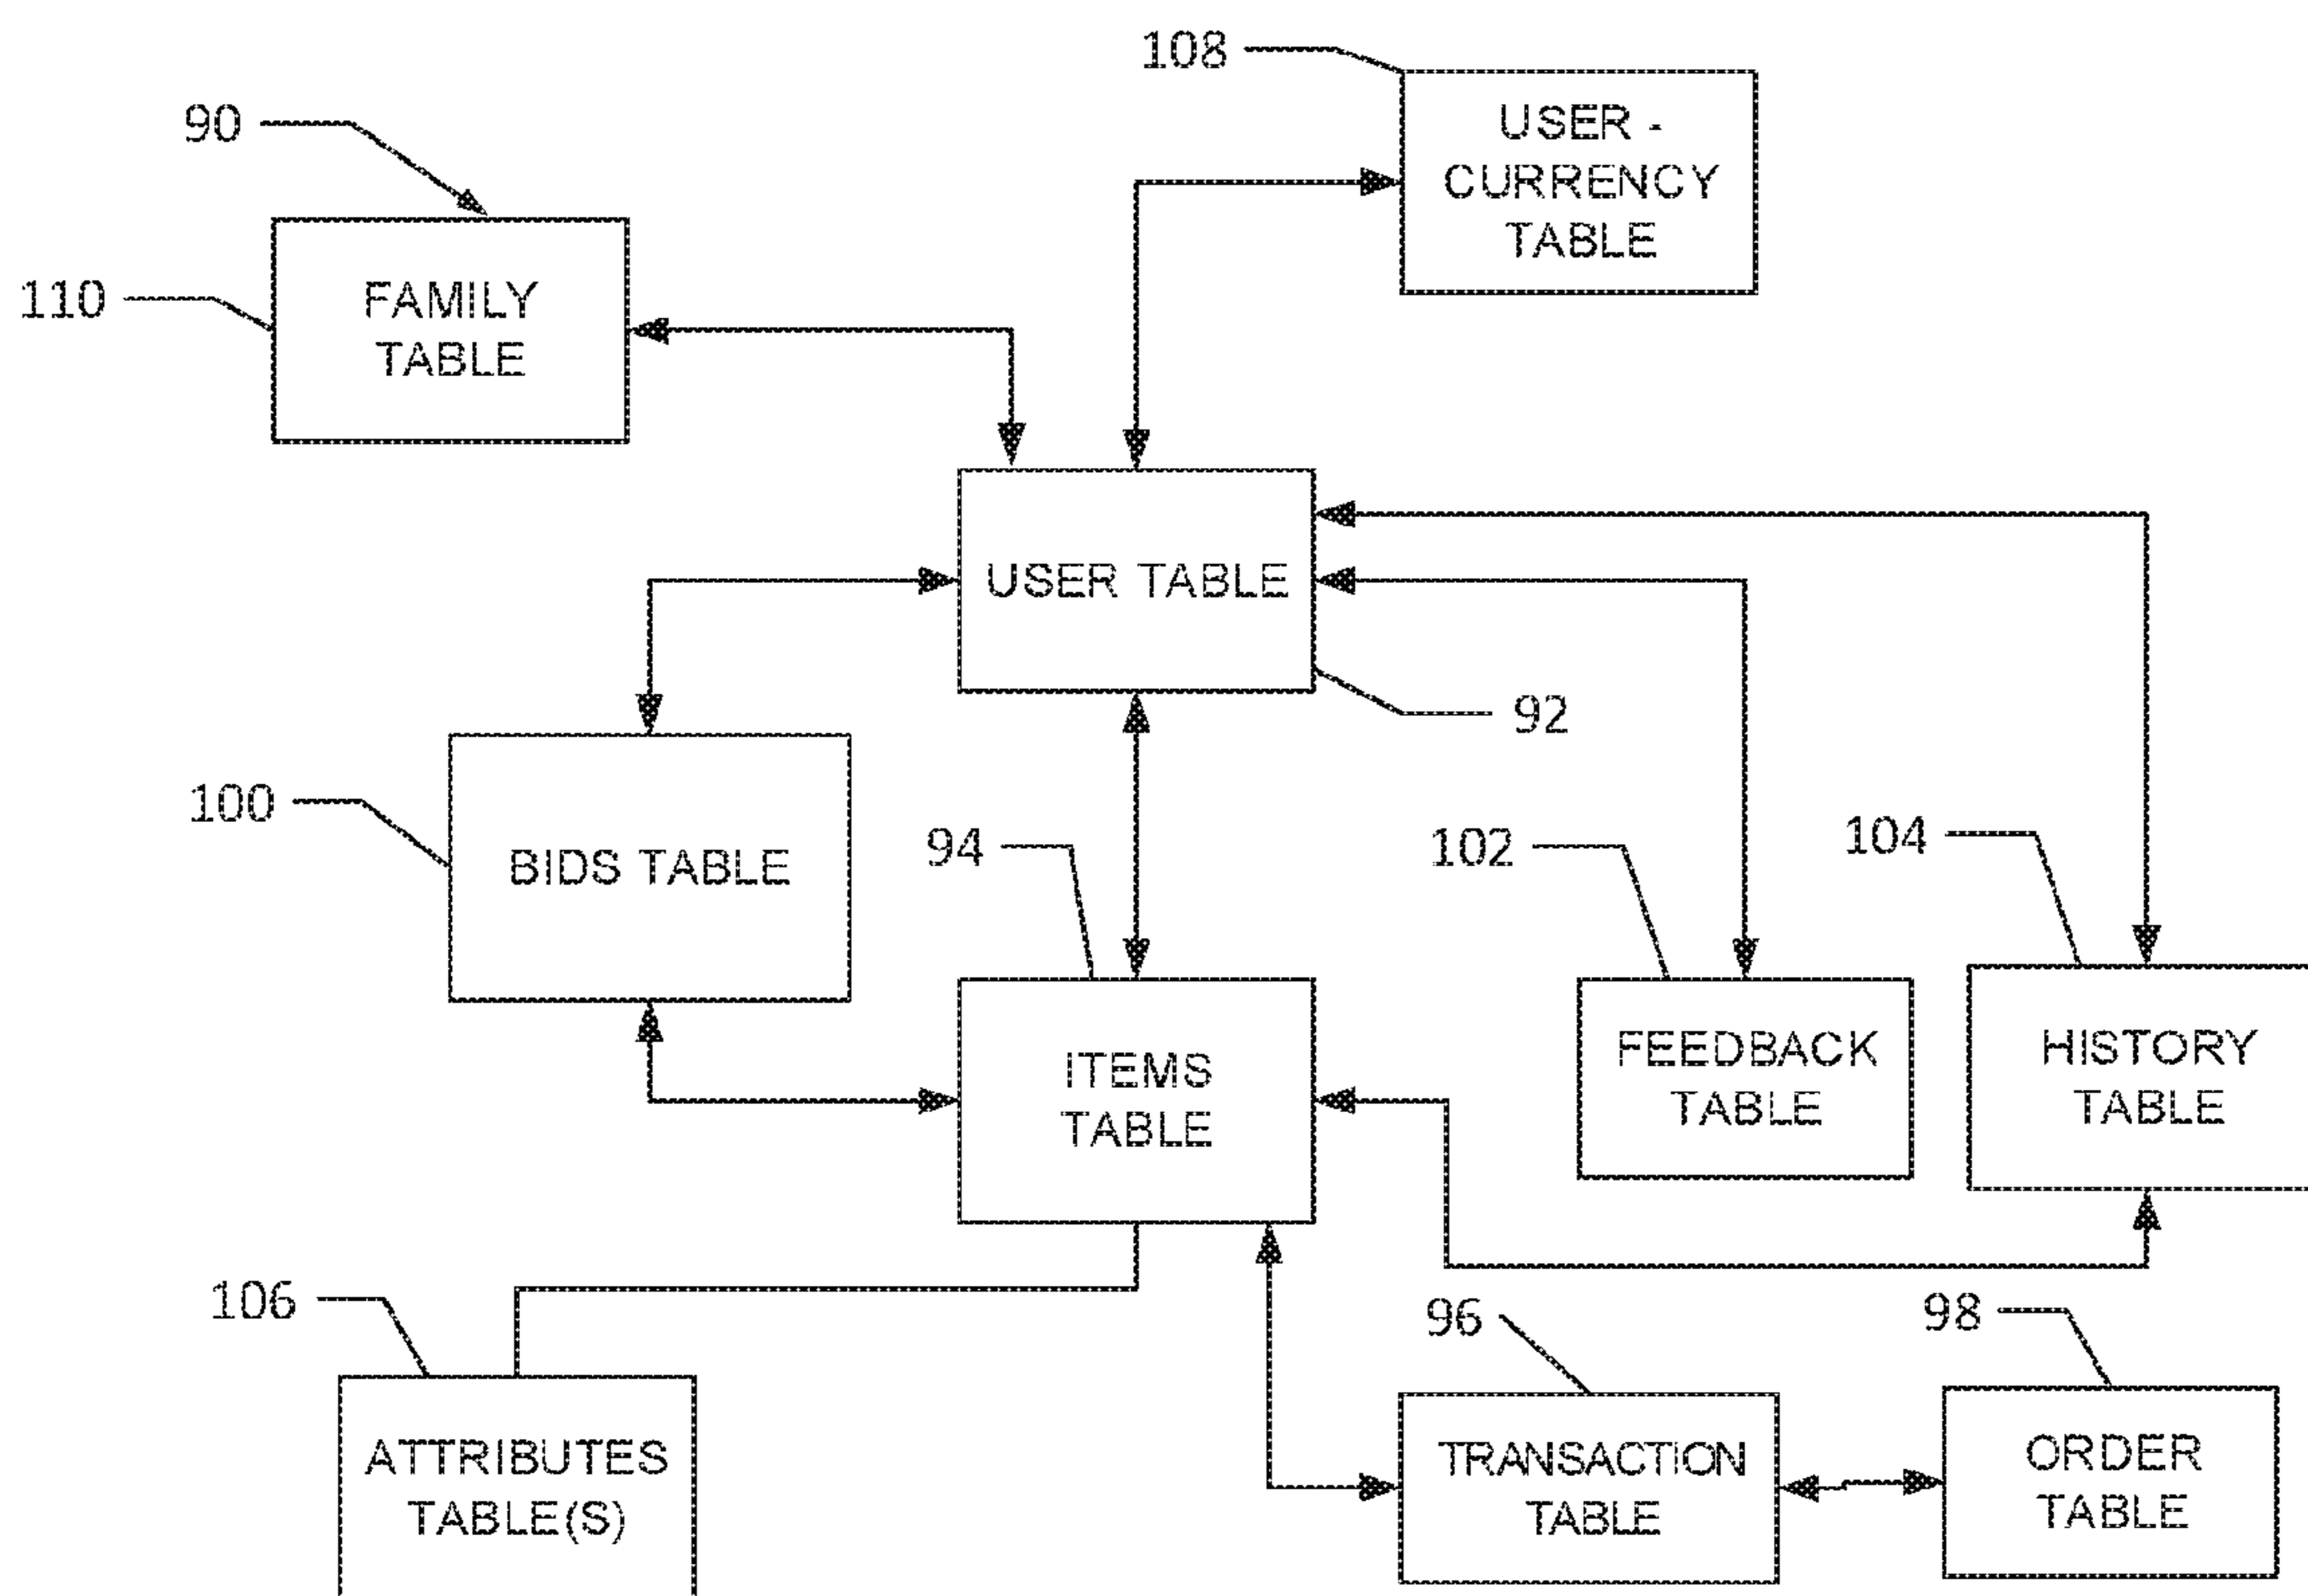 108
USER -
CURRENCY
TABLE
90
110
FAMILY
TABLE
USER TABLE
92
100
BIDS TABLE
94
102
104
ITEMS
TABLE
FEEDBACK
TABLE
HISTORY
TABLE
106
96
98
ATTRIBUTES
TABLE(S)
TRANSACTION
TABLE
ORDER
TABLE